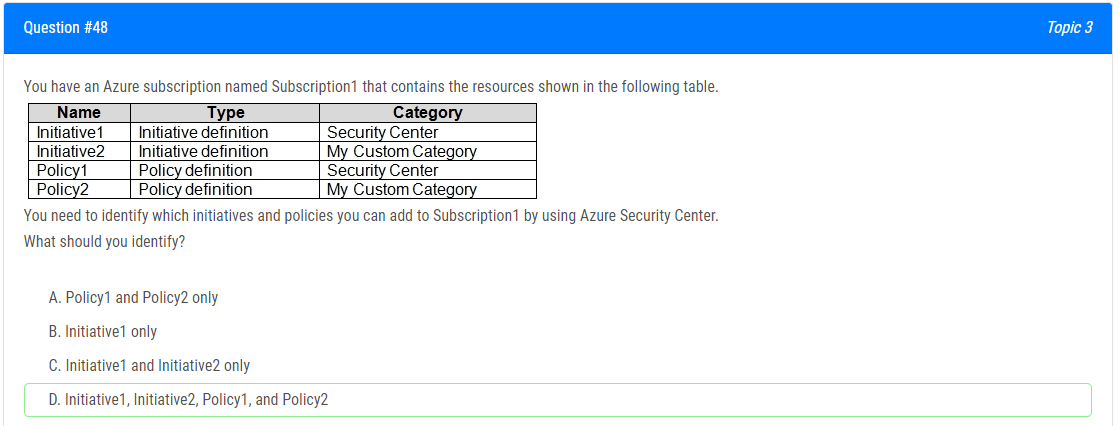 Question #48
Topic 3
You have an Azure subscription named Subscription1 that contains the resources shown in the following table.
Name Type Category
Initiative1 Initiative definition Security Center
Initiative2 Initiative definition My Custom Category
Policy1 Policy definition Security Center
Policy2 Policy definition My Custom Category
You need to identify which initiatives and policies you can add to Subscription1 by using Azure Security Center.
What should you identify?
A. Policy1 and Policy2 only
B. Initiative1 only
C. Initiative1 and Initiative2 only
D. Initiative1, Initiative2, Policy1, and Policy2